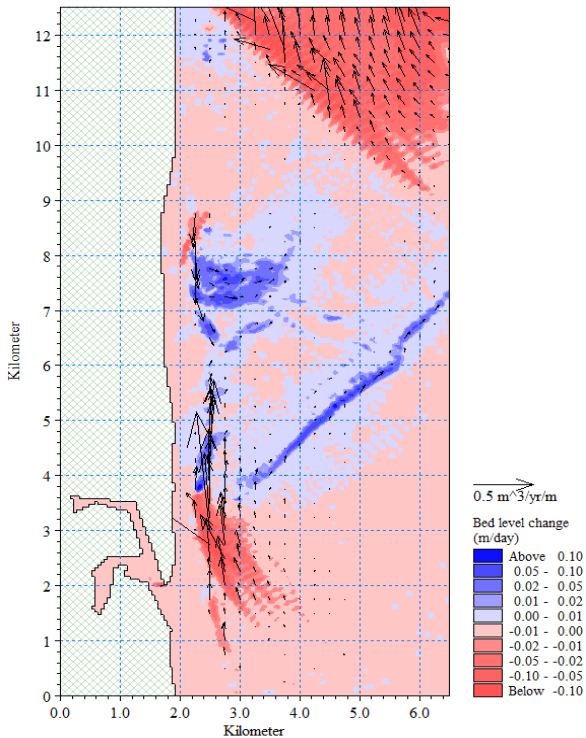 12
11
10
9
8
7
6
5
4
3
2
1
0
0.0 1.0 2.0 3.0 4.0 5.0 6.0
Kilometer
Kilometer
0.5 m^3/yr/m
Bed level change
(m/day)
Above 0.10
0.05 - 0.10
0.02 - 0.05
0.01 - 0.02
0.00 - 0.01
-0.01 - 0.00
-0.02 - -0.01
-0.05 - -0.02
-0.10 - -0.05
Below -0.10